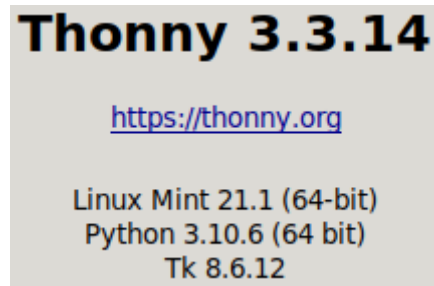 Thonny 3.3.14
https://thonny.org
Linux Mint 21.1 (64-bit)
Python 3.10.6 (64 bit)
Tk 8.6.12